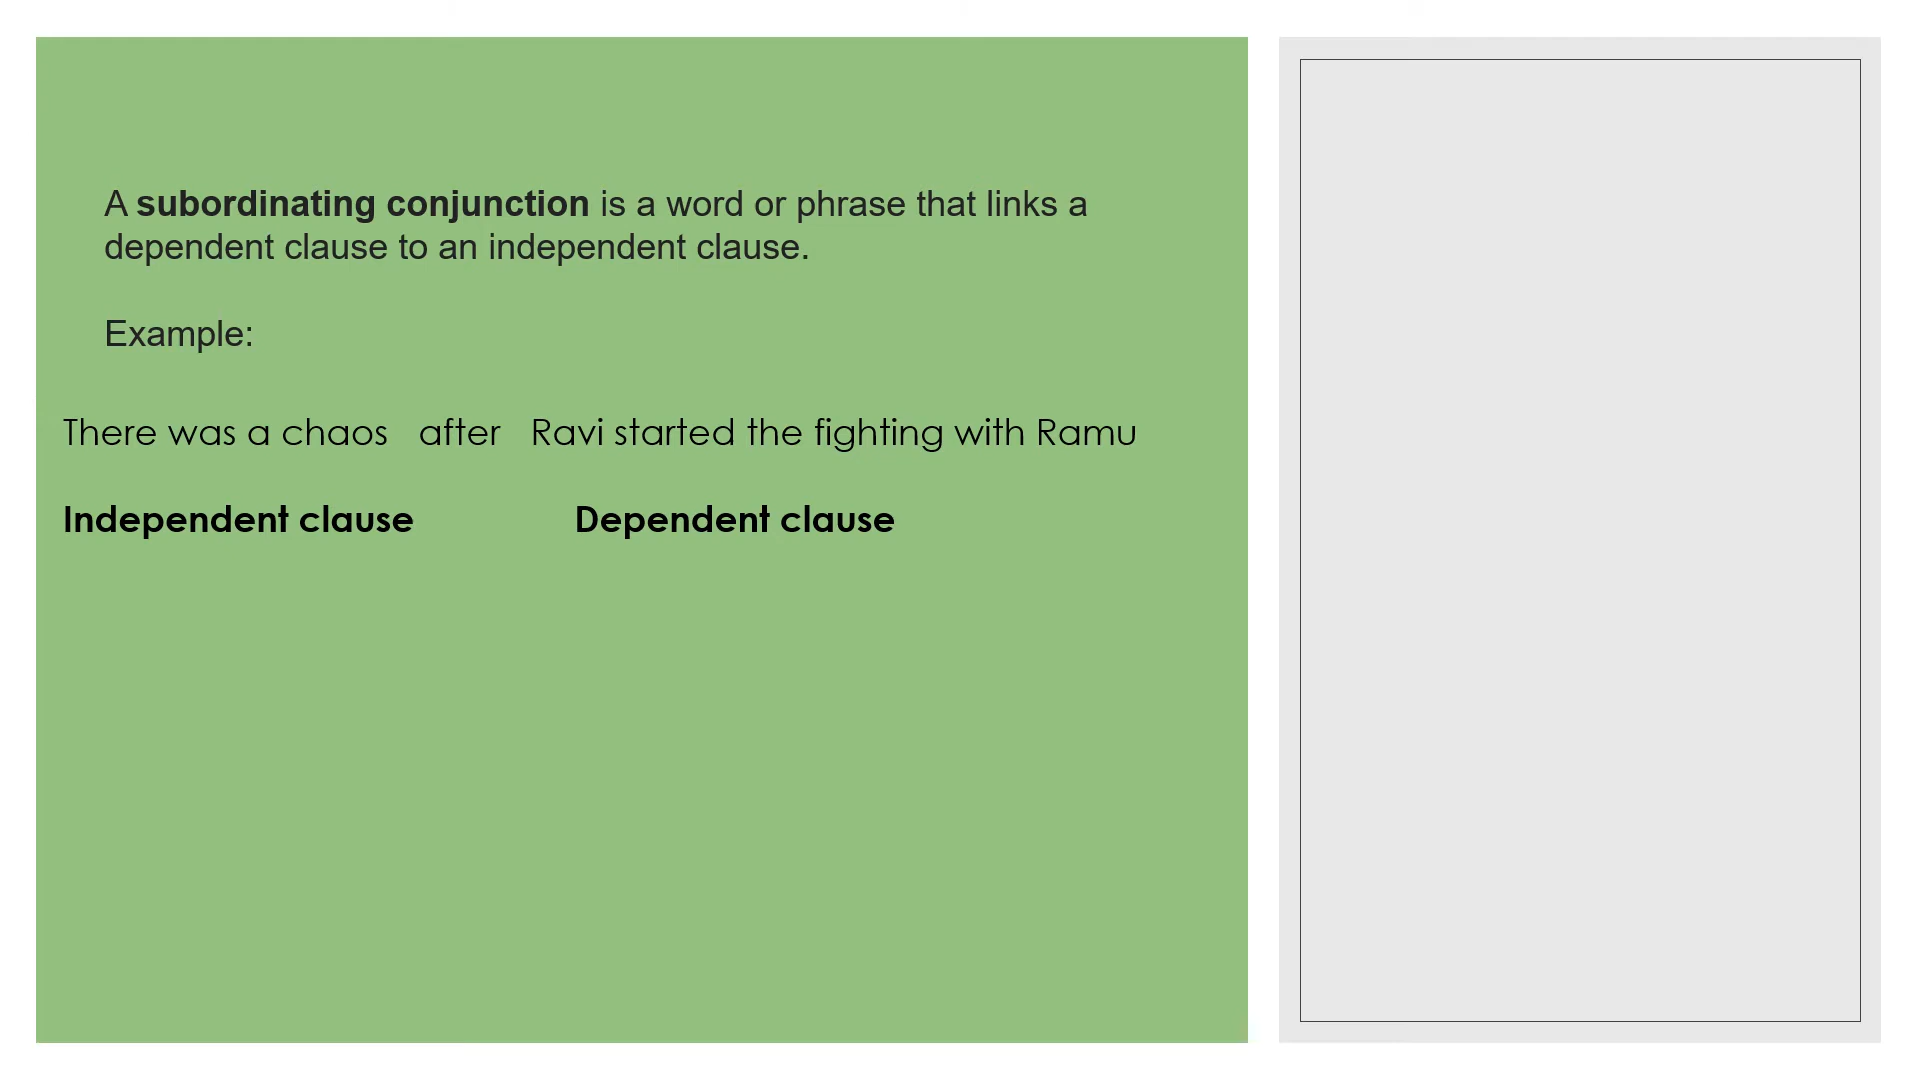 A subordinating conjunction is a word or phrase that links a
dependent clause to an independent clause.
Example:
There was a chaos after Ravi started the fighting with Ramu
Independent clause Dependent clause